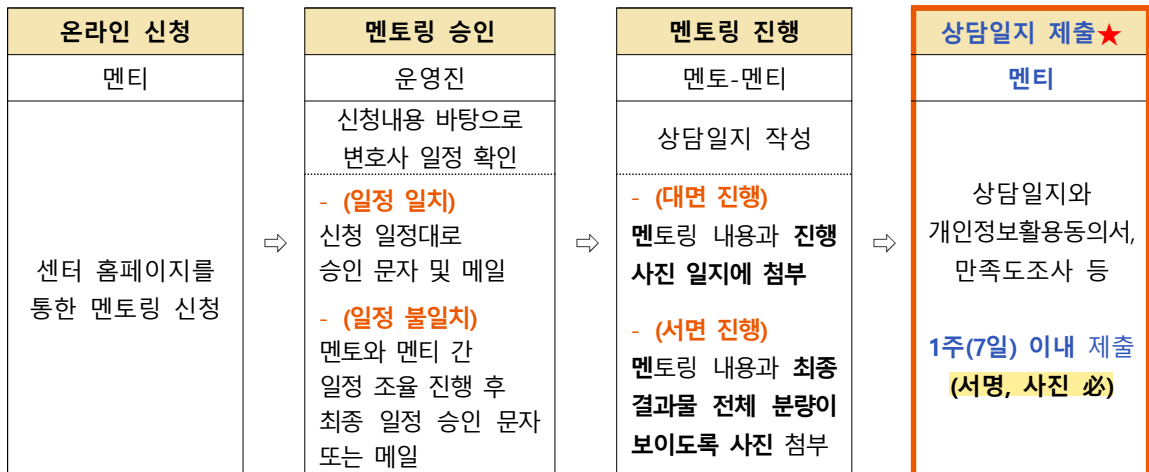 온라인 신청
멘티
센터 홈페이지를
통한 멘토링 신청
⇨
멘토링 승인
운영진
신청내용 바탕으로
변호사 일정 확인
- (일정 일치)
신청 일정대로
승인 문자 및 메일
- (일정 불일치)
멘토와 멘티 간
일정 조율 진행 후
최종 일정 승인 문자
또는 메일
⇨
멘토링 진행
멘토-멘티
상담일지 작성
- (대면 진행)
멘토링 내용과 진행
사진 일지에 첨부
- (서면 진행)
멘토링 내용과 최종
결과물 전체 분량이
보이도록 사진 첨부
⇨
상담일지 제출★
멘티
상담일지와
개인정보활용동의서,
만족도조사 등
1주(7일) 이내 제출
(서명, 사진 必)